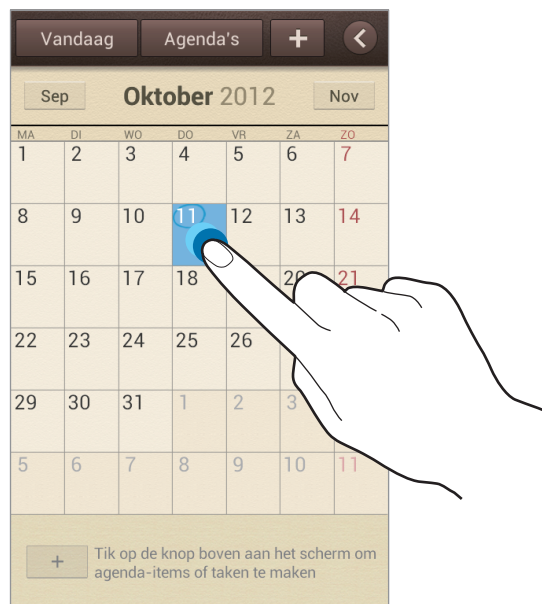 Vandaag Agenda's +
Sep Oktober 2012 Nov
MA DI WO DO VR ZA ZO
1 2 3 4 5 6 7
8 9 10 11 12 13 14
15 16 17 18 20 21
22 23 24 25 26
29 30 31 1 2 3
5 6 7 8 9 10 11
+ Tik op de knop boven aan het scherm om
agenda-items of taken te maken